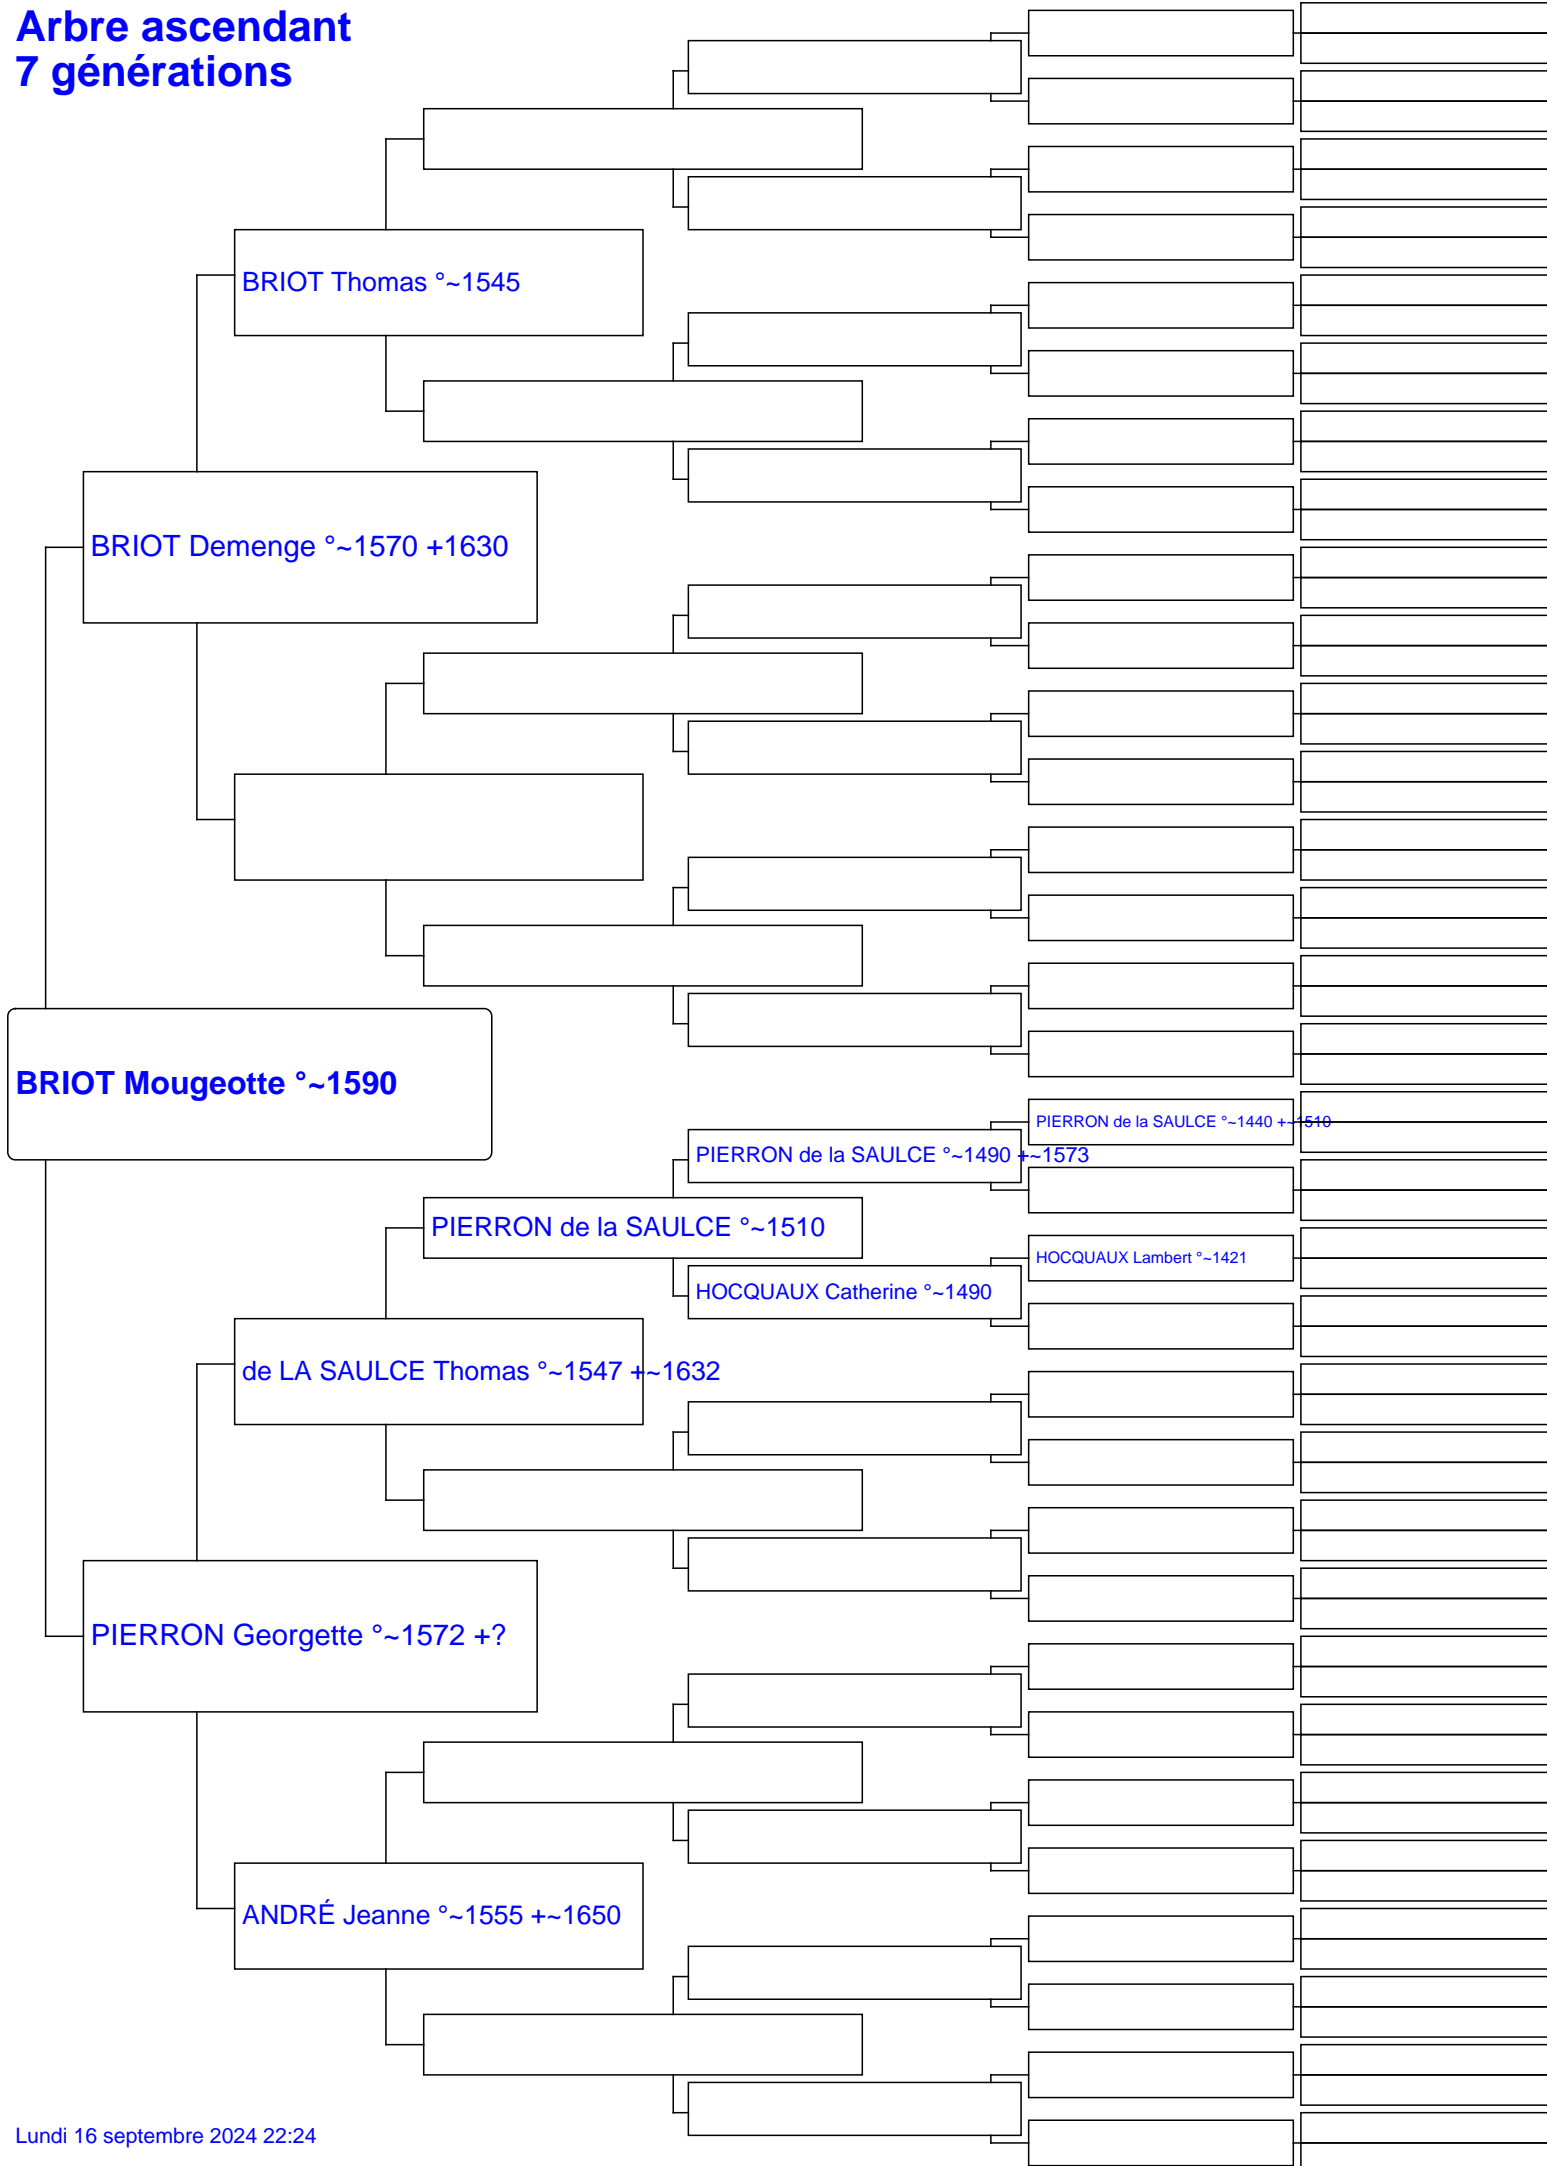 Arbre ascendant
7 générations
BRIOT Thomas °~1545
BRIOT Demenge °~1570 +1630
BRIOT Mougeotte °~1590
PIERRON de la SAULCE °~1440 +~1510
PIERRON de la SAULCE °~1490 +~1573
PIERRON de la SAULCE °~1510
HOCQUAUX Lambert °~1421
HOCQUAUX Catherine °~1490
de LA SAULCE Thomas °~1547 +~1632
PIERRON Georgette °~1572 +?
ANDRÉ Jeanne °~1555 +~1650
Lundi 16 septembre 2024 22:24